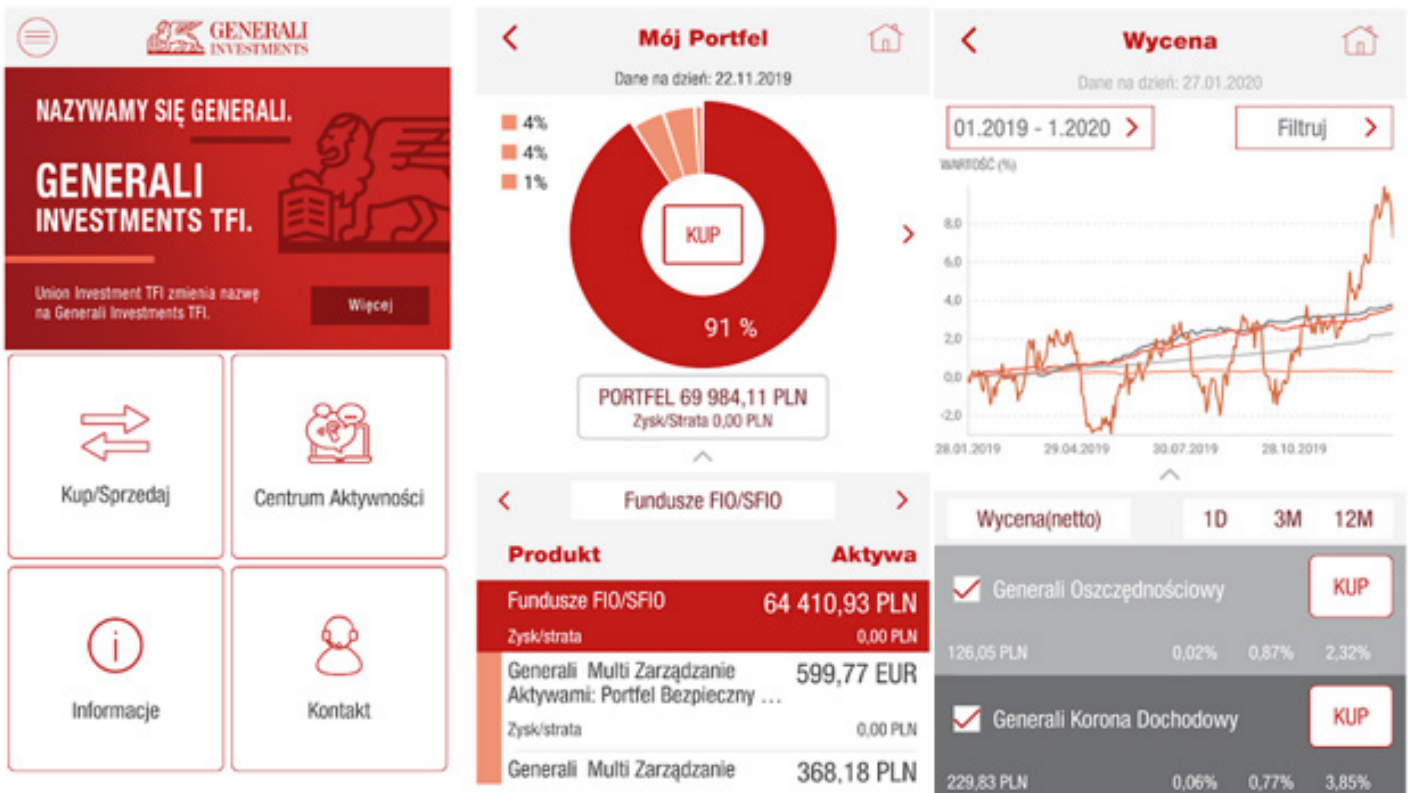 GENERALI
INVESTMENTS
NAZYWAMY SIĘ GENERALI.
GENERALI
INVESTMENTS TFI.
Union Investment TFI zmienia nazwę
na Generali Investments TFI.
Więcej
Kup/Sprzedaj
Centrum Aktywności
Informacje
Kontakt
Mój Portfel
Dane na dzień: 22.11.2019
4%
4%
1%
KUP
91 %
PORTFEL 69 984,11 PLN
Zysk/Strata 0,00 PLN
Fundusze FIO/SFIO
Produkt Aktywa
Fundusze FIO/SFIO 64 410,93 PLN
Zysk/strata 0,00 PLN
Generali Multi Zarządzanie 599,77 EUR
Aktywami: Portfel Bezpieczny ...
Zysk/strata 0,00 PLN
Generali Multi Zarządzanie 368,18 PLN
Wycena
Dane na dzień: 27.01.2020
01.2019 - 1.2020
Filtruj
WARTOŚĆ (%)
8,0
6,0
4,0
2,0
0,0
-2,0
28.01.2019 29.04.2019 30.07.2019 28.10.2019
Wycena(netto) 1D 3M 12M
Generali Oszczędnościowy KUP
126,05 PLN 0,02% 0,87% 2,32%
Generali Korona Dochodowy KUP
229,83 PLN 0,06% 0,77% 3,85%